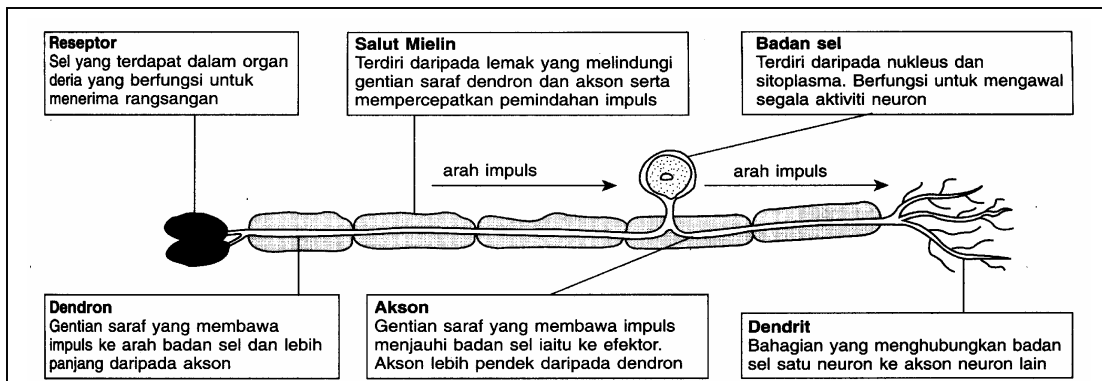 Reseptor
Sel yang terdapat dalam organ
deria yang berfungsi untuk
menerima rangsangan
Salut Mielin
Terdiri daripada lemak yang melindungi
gentian saraf dendron dan akson serta
mempercepatkan pemindahan impuls
Badan sel
Terdiri daripada nukleus dan
sitoplasma. Berfungsi untuk mengawal
segala aktiviti neuron
arah impuls
arah impuls
Dendron
Gentian saraf yang membawa
impuls ke arah badan sel dan lebih
panjang daripada akson
Akson
Gentian saraf yang membawa impuls
menjauhi badan sel iaitu ke efektor.
Akson lebih pendek daripada dendron
Dendrit
Bahagian yang menghubungkan badan
sel satu neuron ke akson neuron lain